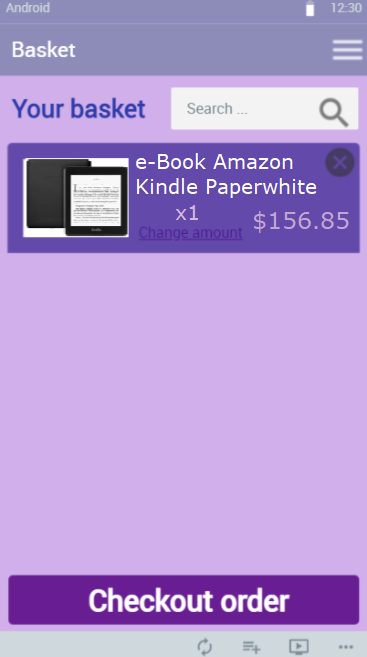 Android 12:30
Basket
Your basket
Search ...
e-Book Amazon
Kindle Paperwhite
x1
$156.85
Change amount
Checkout order